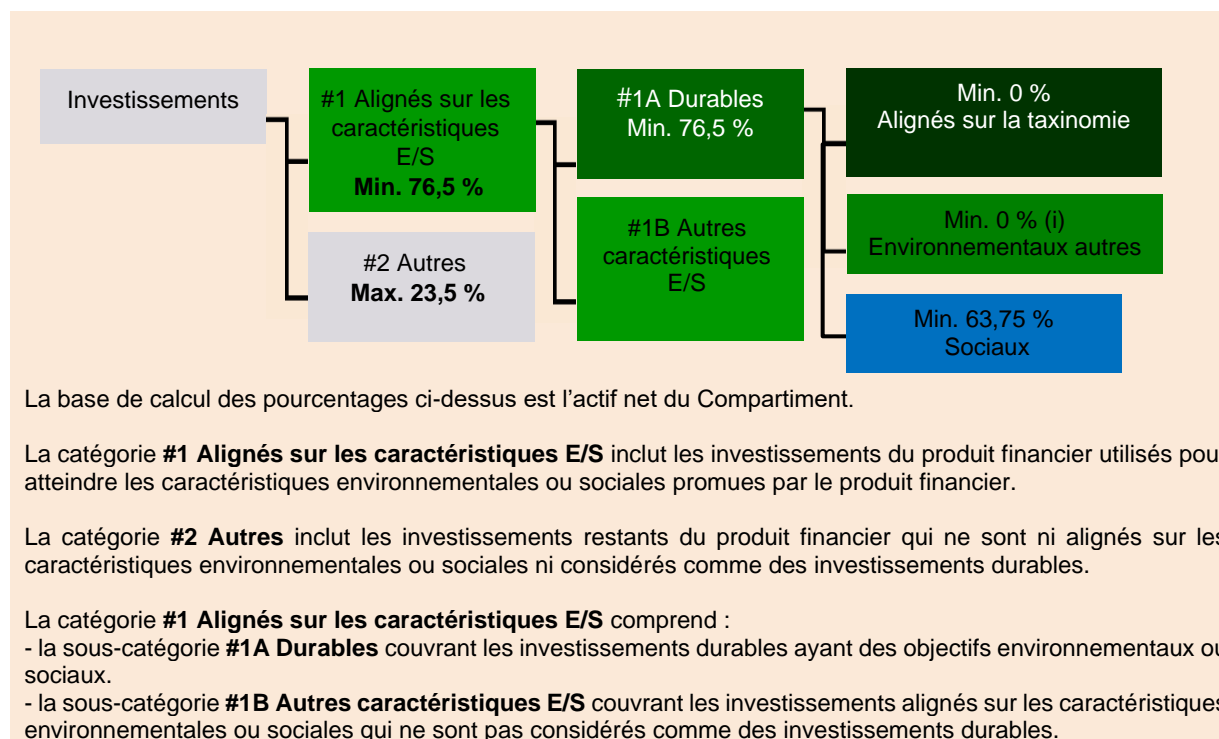 Investissements
#1 Alignés sur les
caractéristiques
E/S
Min. 76,5 %
#2 Autres
Max. 23,5 %
#1A Durables
Min. 76,5 %
#1B Autres
caractéristiques
E/S
Min. 0 %
Alignés sur la taxinomie
Min. 0 % (i)
Environnementaux autres
Min. 63,75 %
Sociaux
La base de calcul des pourcentages ci-dessus est l’actif net du Compartiment.
La catégorie #1 Alignés sur les caractéristiques E/S inclut les investissements du produit financier utilisés pou
atteindre les caractéristiques environnementales ou sociales promues par le produit financier.
La catégorie #2 Autres inclut les investissements restants du produit financier qui ne sont ni alignés sur les
caractéristiques environnementales ou sociales ni considérés comme des investissements durables.
La catégorie #1 Alignés sur les caractéristiques E/S comprend :
- la sous-catégorie #1A Durables couvrant les investissements durables ayant des objectifs environnementaux ou
sociaux.
- la sous-catégorie #1B Autres caractéristiques E/S couvrant les investissements alignés sur les caractéristiques
environnementales ou sociales qui ne sont pas considérés comme des investissements durables.